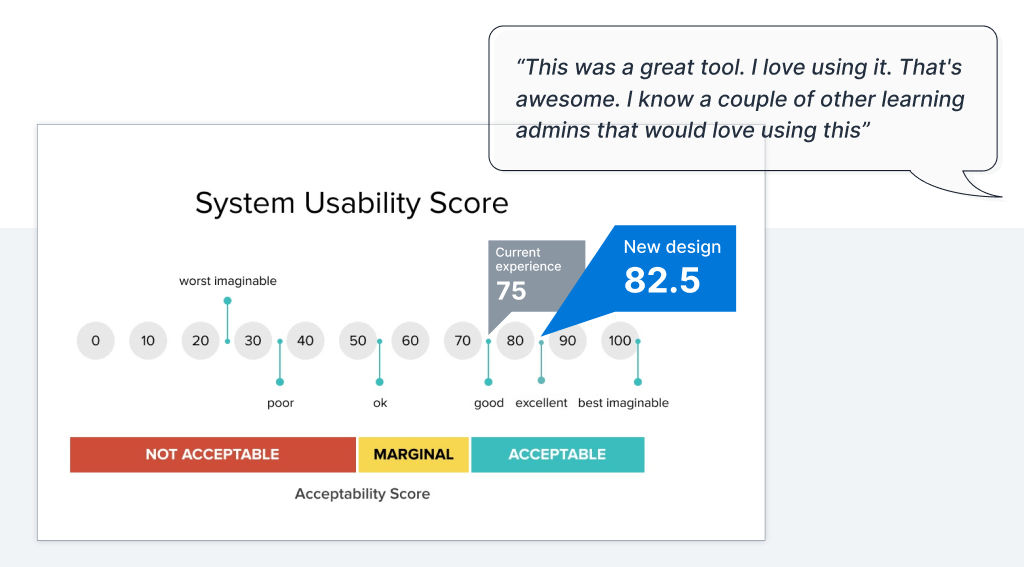 “This was a great tool. I love using it. That's
awesome. I know a couple of other learning
admins that would love using this”
System Usability Score
Current
experience
75
New design
82.5
worst imaginable
0 10 20 30 40 50 60 70 80 90 100
poor ok good excellent best imaginable
NOT ACCEPTABLE MARGINAL ACCEPTABLE
Acceptability Score